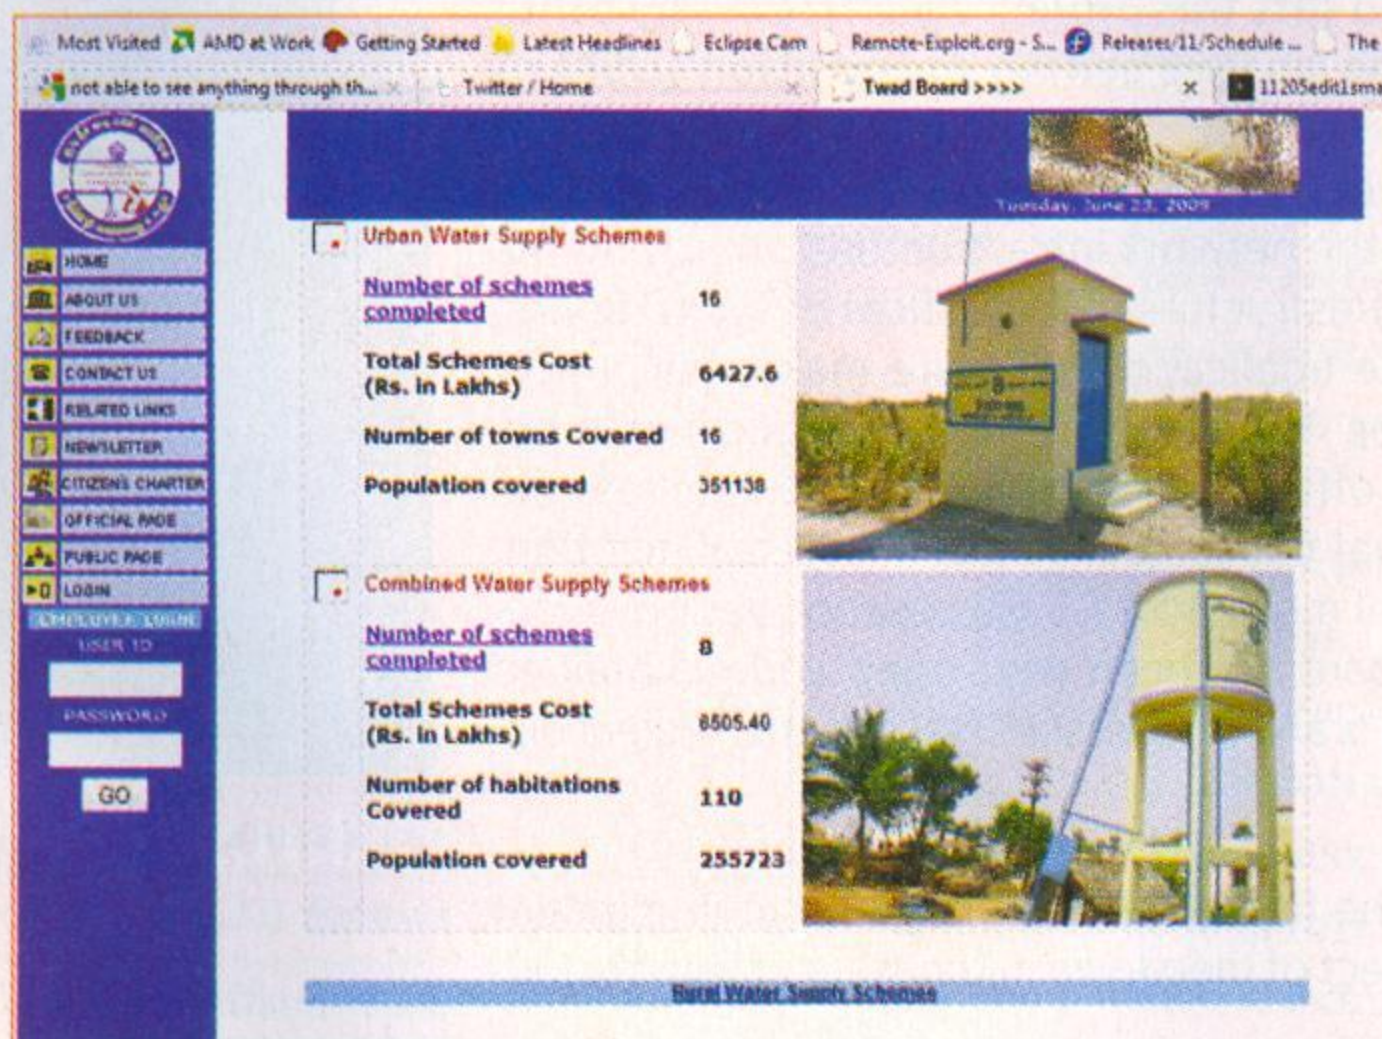 Most Visited AMD at Work Getting Started Latest Headlines Eclipse Cam Remote-Exploit.org - S... Releases/11/Schedule ... The
not able to see anything through th... Twitter / Home Twad Board >>>> 11205edit1sma
Tuesday, June 23, 2009
HOME
ABOUT US
FEEDBACK
CONTACT US
RELATED LINKS
NEWSLETTER
CITIZEN'S CHARTER
OFFICIAL PAGE
PUBLIC PAGE
LOGIN
EMPLOYEE LOGIN
USER ID
PASSWORD
GO
Urban Water Supply Schemes
Number of schemes
completed 16
Total Schemes Cost
(Rs. in Lakhs) 6427.6
Number of towns Covered 16
Population covered 351138
Combined Water Supply Schemes
Number of schemes
completed 8
Total Schemes Cost
(Rs. in Lakhs) 8505.40
Number of habitations
Covered 110
Population covered 255723
Rural Water Supply Schemes